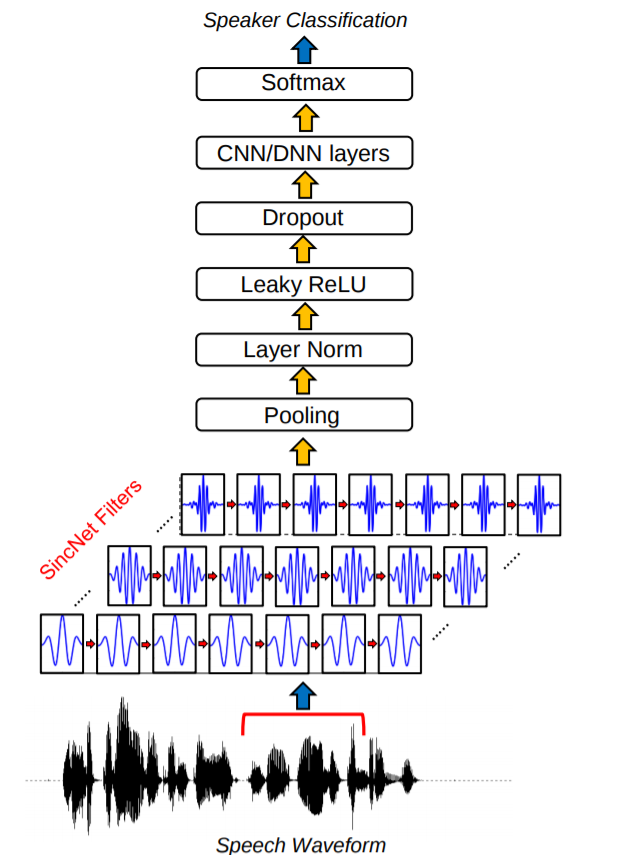 Speaker Classification
Softmax
CNN/DNN layers
Dropout
Leaky ReLU
Layer Norm
Pooling
SincNet Filters
Speech Waveform